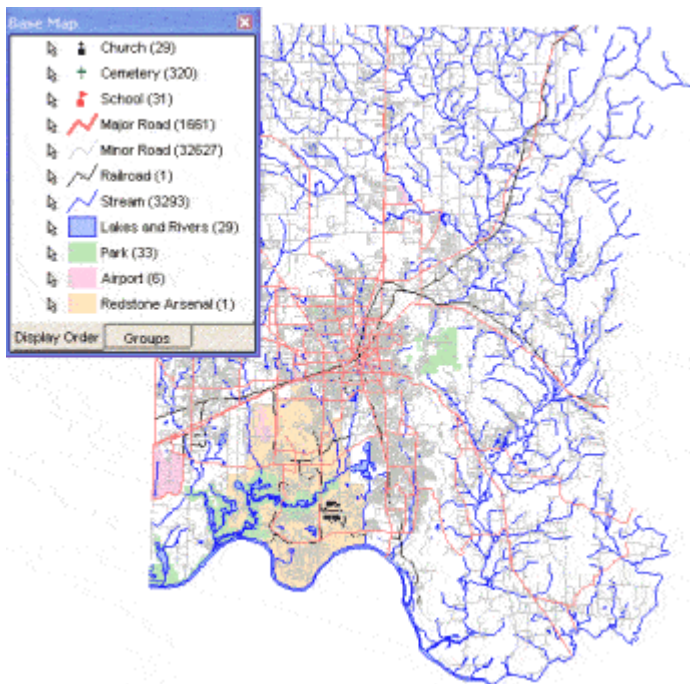 Base Map
Church (29)
Cemetery (320)
School (31)
Major Road (1661)
Minor Road (32627)
Railroad (1)
Stream (3293)
Lakes and Rivers (29)
Park (33)
Airport (6)
Redstone Arsenal (1)
Display Order Groups